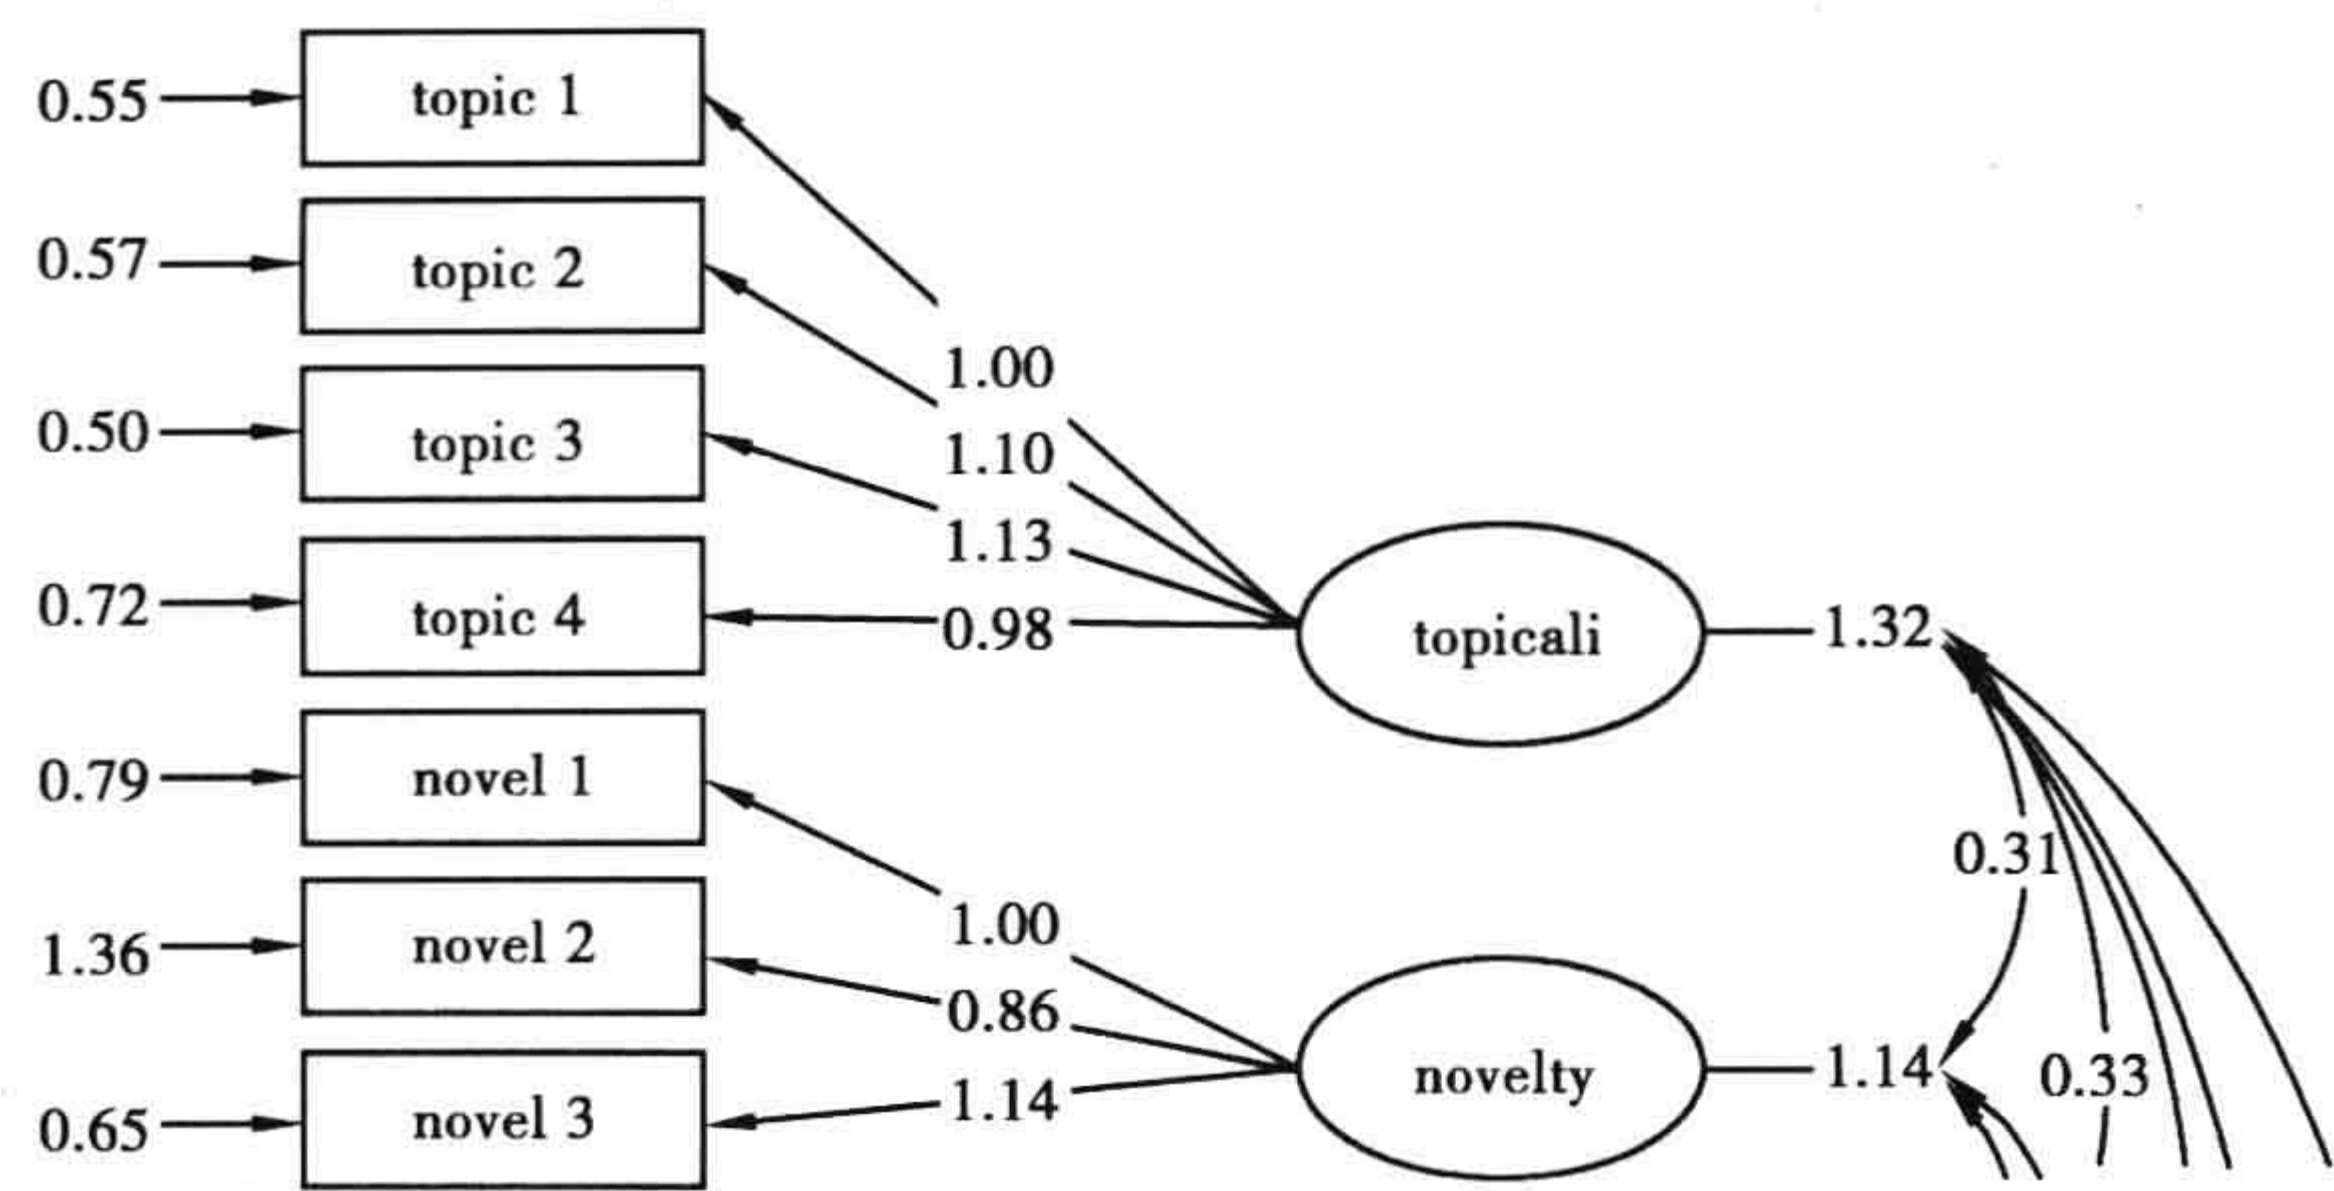 0.55 topic 1
0.57 topic 2
1.00
0.50 topic 3
1.10
1.13
0.72 topic 4
0.98
topicali 1.32
0.79 novel 1
0.31
1.00
1.36 novel 2
0.86
novelty 1.14 0.33
0.65 novel 3
1.14